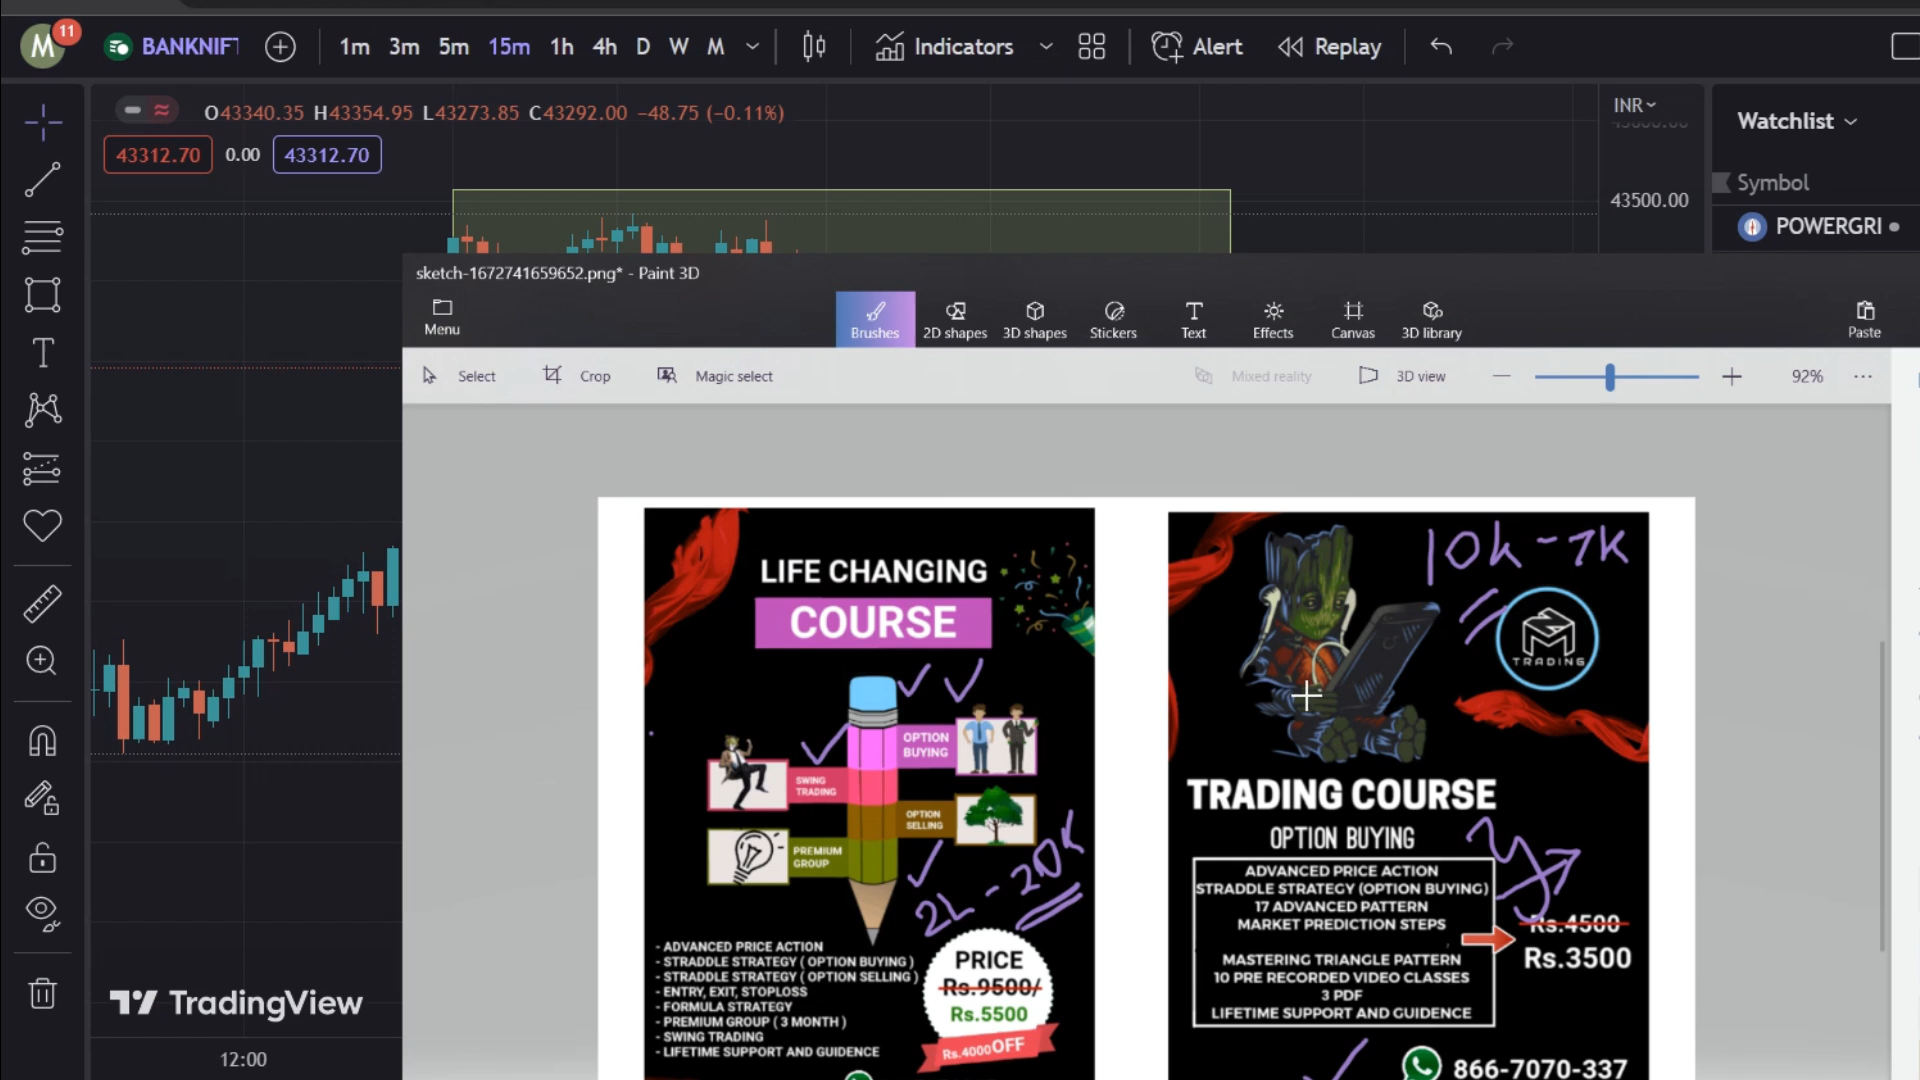 M 11 BANKNIFT 1m 3m 5m 15m 1h 4h D W M Indicators Alert Replay
O43340.35 H43354.95 L43273.85 C43292.00 −48.75 (−0.11%)
INR
Watchlist
43312.70 0.00 43312.70
Symbol
43500.00
POWERGRI
sketch-1672741659652.png* - Paint 3D
Menu
Brushes 2D shapes 3D shapes Stickers Text Effects Canvas 3D library Paste
Select Crop Magic select Mixed reality 3D view 92%
LIFE CHANGING
COURSE
OPTION
BUYING
SWING
TRADING
OPTION
SELLING
PREMIUM
GROUP
2L - 20K
- ADVANCED PRICE ACTION
- STRADDLE STRATEGY ( OPTION BUYING )
- STRADDLE STRATEGY ( OPTION SELLING )
- ENTRY, EXIT, STOPLOSS
- FORMULA STRATEGY
- PREMIUM GROUP ( 3 MONTH )
- SWING TRADING
- LIFETIME SUPPORT AND GUIDENCE
PRICE
Rs.9500/
Rs.5500
Rs.4000OFF
10k - 1K
TRADING
TRADING COURSE
OPTION BUYING
ADVANCED PRICE ACTION
STRADDLE STRATEGY (OPTION BUYING)
17 ADVANCED PATTERN
MARKET PREDICTION STEPS
MASTERING TRIANGLE PATTERN
10 PRE RECORDED VIDEO CLASSES
3 PDF
LIFETIME SUPPORT AND GUIDENCE
Rs.4500
Rs.3500
866-7070-337
TradingView
12:00